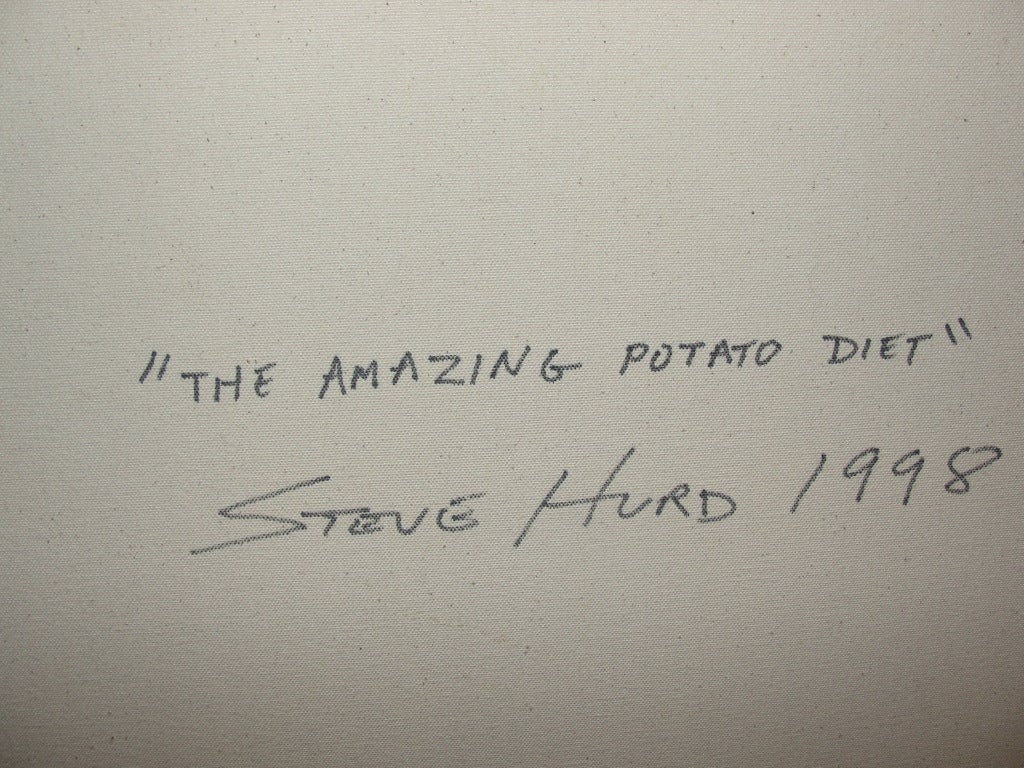 "THE AMAZING POTATO DIET"
STEVE HURD 1998